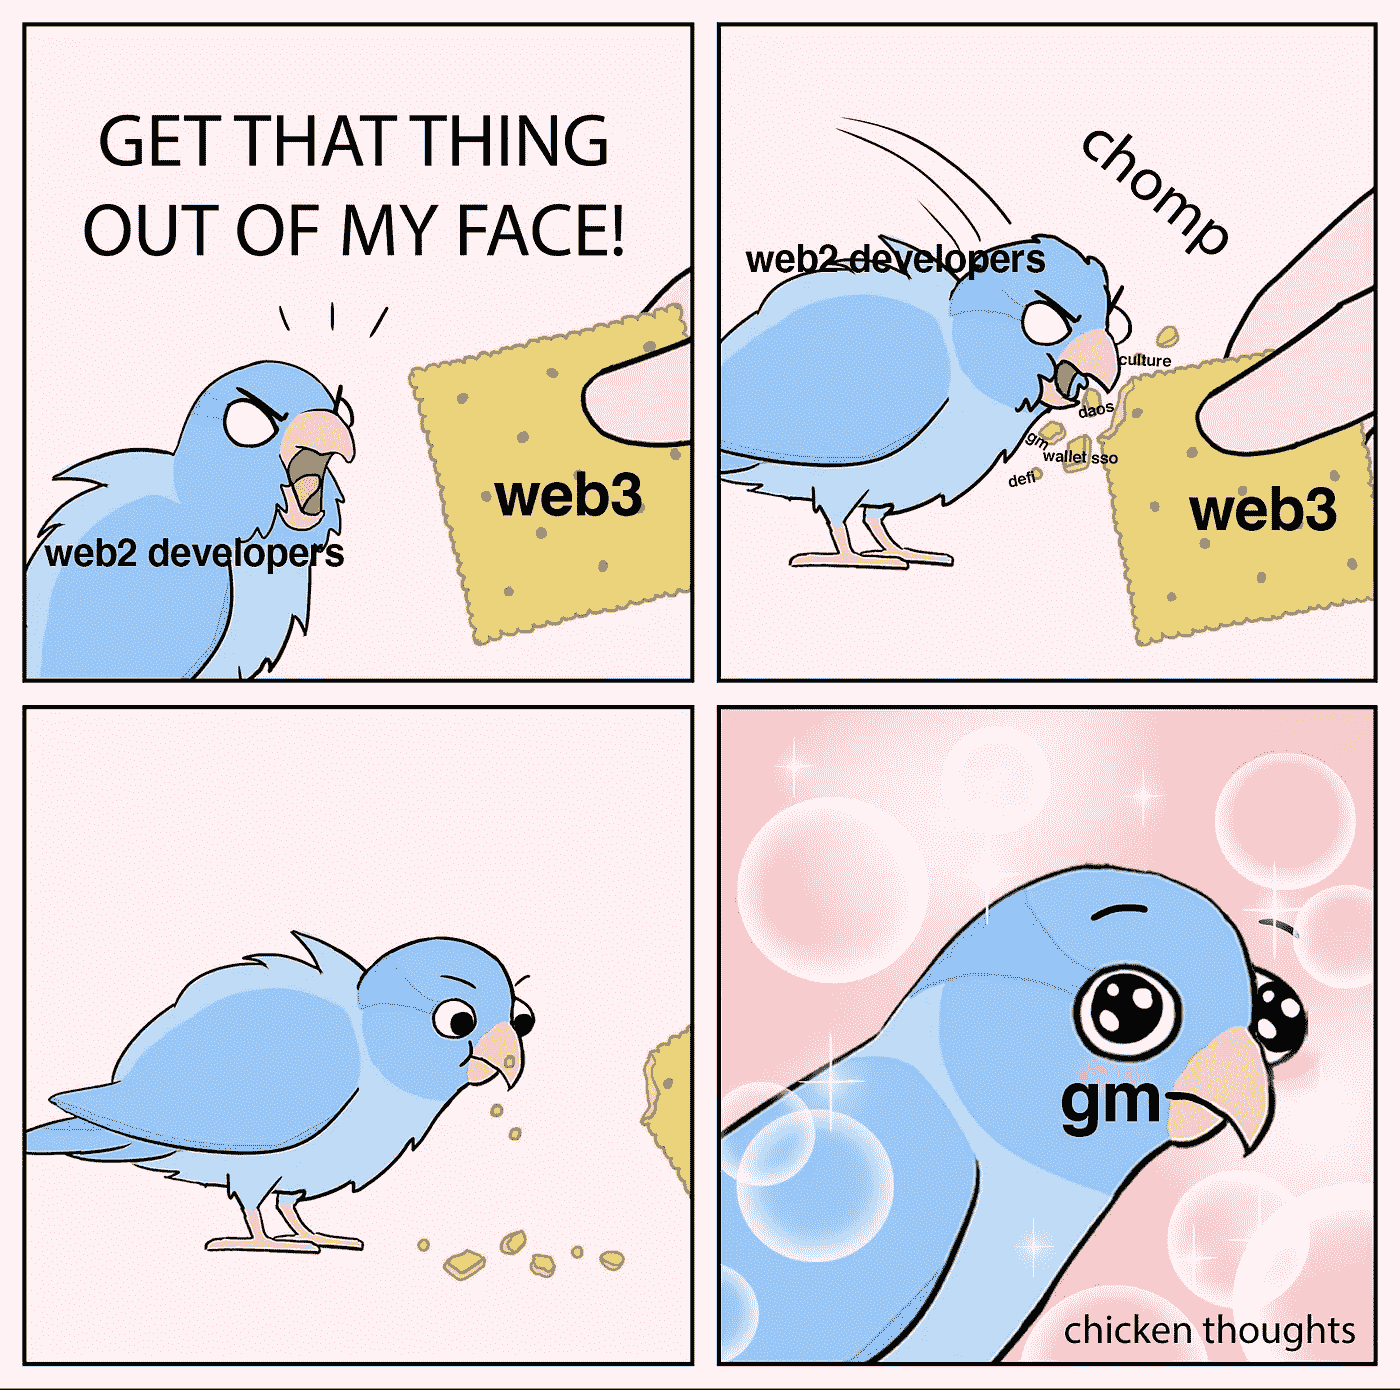 GET THAT THING
OUT OF MY FACE!
web2 developers
web3
chomp
web2 developers
culture
daos
gm
wallet sso
defi
web3
gm
chicken thoughts